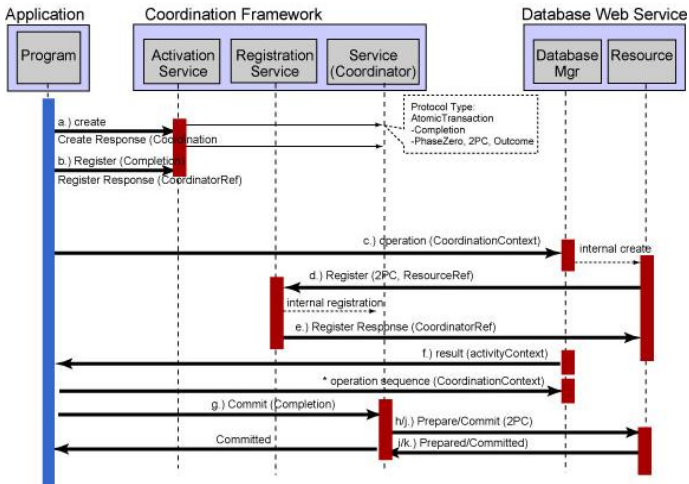 Application
Coordination Framework
Database Web Service
Program
Activation
Service
Registration
Service
Service
(Coordinator)
Database
Mgr
Resource
Protocol Type:
AtomicTransaction
-Completion
-PhaseZero, 2PC, Outcome
a.) create
Create Response (Coordination
b.) Register (Completion)
Register Response (CoordinatorRef)
c.) operation (CoordinationContext)
internal create
d.) Register (2PC, ResourceRef)
internal registration
e.) Register Response (CoordinatorRef)
f.) result (activityContext)
* operation sequence (CoordinationContext)
g.) Commit (Completion)
h/j.) Prepare/Commit (2PC)
Committed
i/k.) Prepared/Committed)